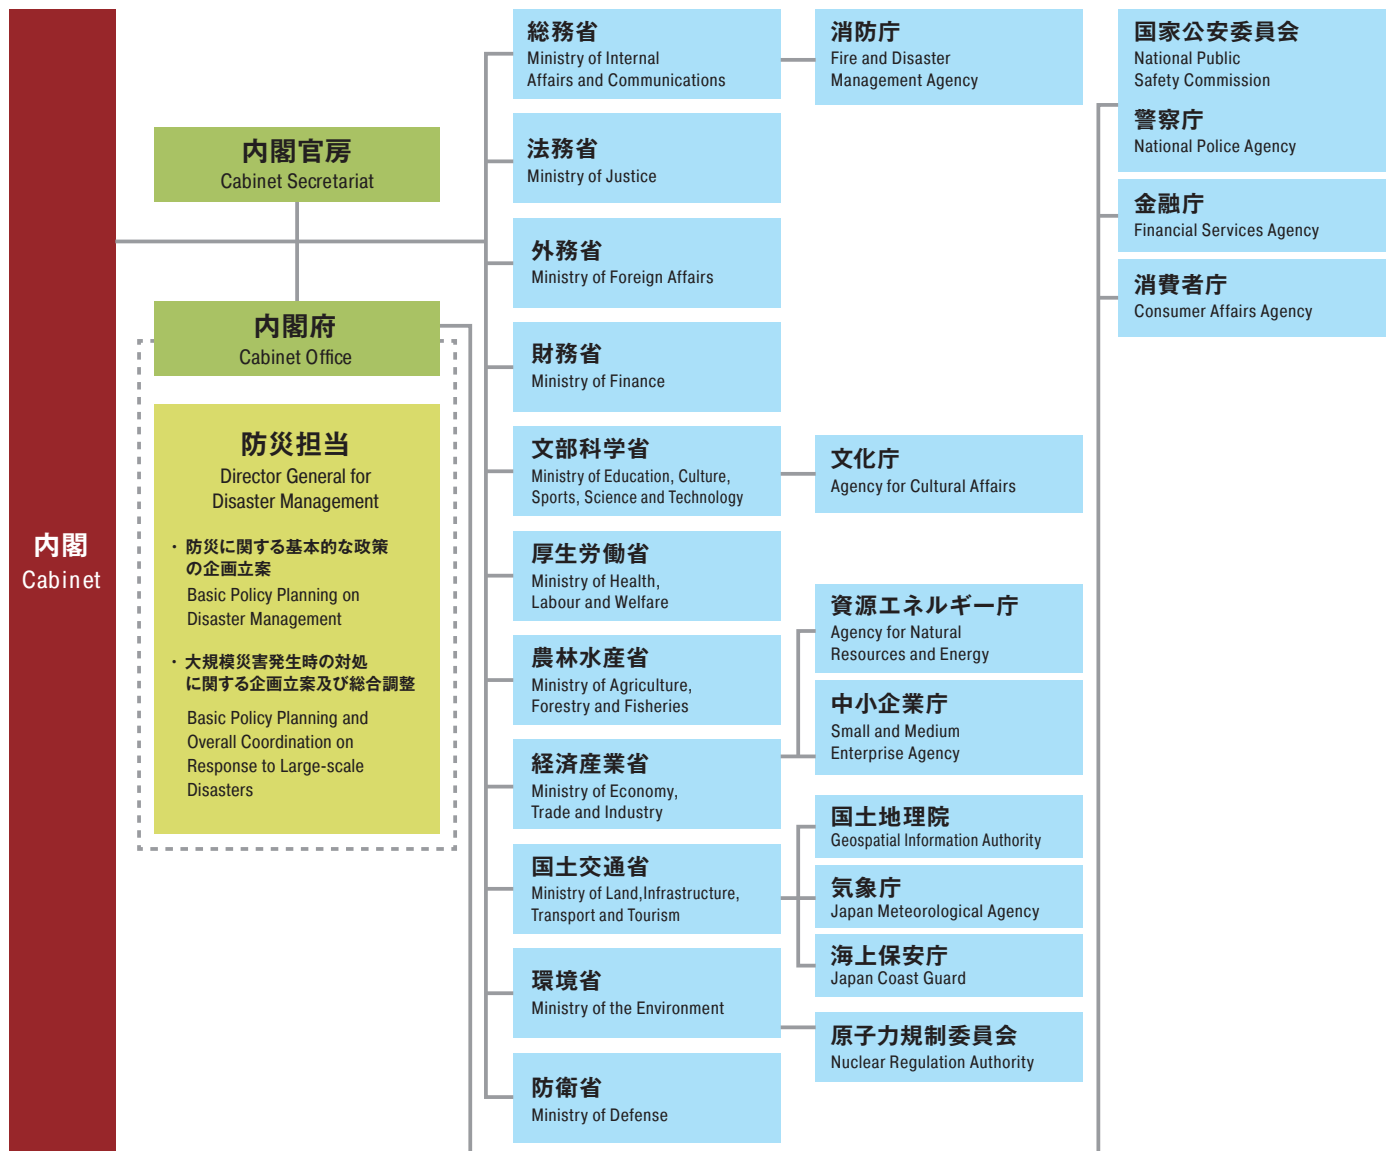 内閣
Cabinet
内閣官房
Cabinet Secretariat
内閣府
Cabinet Office
防災担当
Director General for
Disaster Management
・ 防災に関する基本的な政策
の企画立案
Basic Policy Planning on
Disaster Management
・ 大規模災害発生時の対処
に関する企画立案及び総合調整
Basic Policy Planning and
Overall Coordination on
Response to Large-scale
Disasters
総務省
Ministry of Internal
Affairs and Communications
法務省
Ministry of Justice
外務省
Ministry of Foreign Affairs
財務省
Ministry of Finance
文部科学省
Ministry of Education, Culture,
Sports, Science and Technology
厚生労働省
Ministry of Health,
Labour and Welfare
農林水産省
Ministry of Agriculture,
Forestry and Fisheries
経済産業省
Ministry of Economy,
Trade and Industry
国土交通省
Ministry of Land,Infrastructure,
Transport and Tourism
環境省
Ministry of the Environment
防衛省
Ministry of Defense
消防庁
Fire and Disaster
Management Agency
文化庁
Agency for Cultural Affairs
資源エネルギー庁
Agency for Natural
Resources and Energy
中小企業庁
Small and Medium
Enterprise Agency
国土地理院
Geospatial Information Authority
気象庁
Japan Meteorological Agency
海上保安庁
Japan Coast Guard
原子力規制委員会
Nuclear Regulation Authority
国家公安委員会
National Public
Safety Commission
警察庁
National Police Agency
金融庁
Financial Services Agency
消費者庁
Consumer Affairs Agency